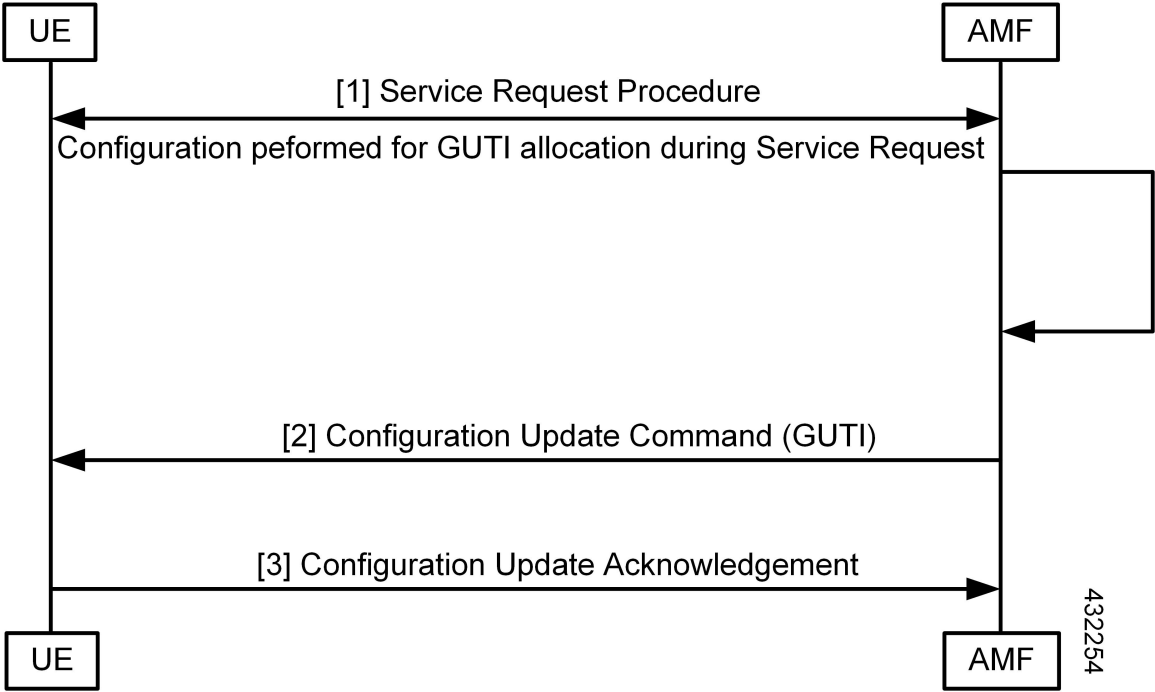 UE
AMF
[1] Service Request Procedure
Configuration peformed for GUTI allocation during Service Request
[2] Configuration Update Command (GUTI)
[3] Configuration Update Acknowledgement
432254
UE
AMF